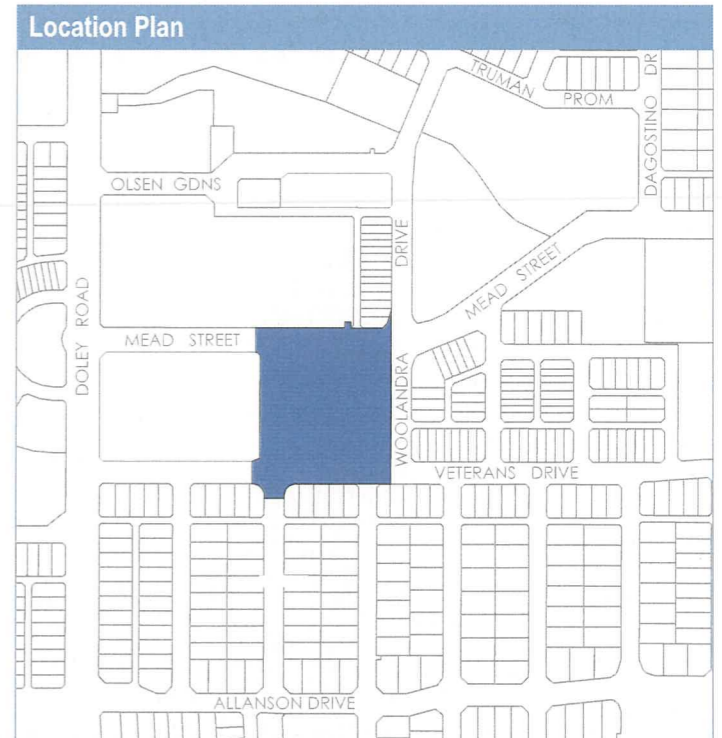 Location Plan
TRUMAN
PROM
DAGOSTINO DR
OLSEN GDNS
DRIVE
MEAD STREET
DOLEY ROAD
MEAD STREET
WOOLANDRA
VETERANS DRIVE
ALLANSON DRIVE